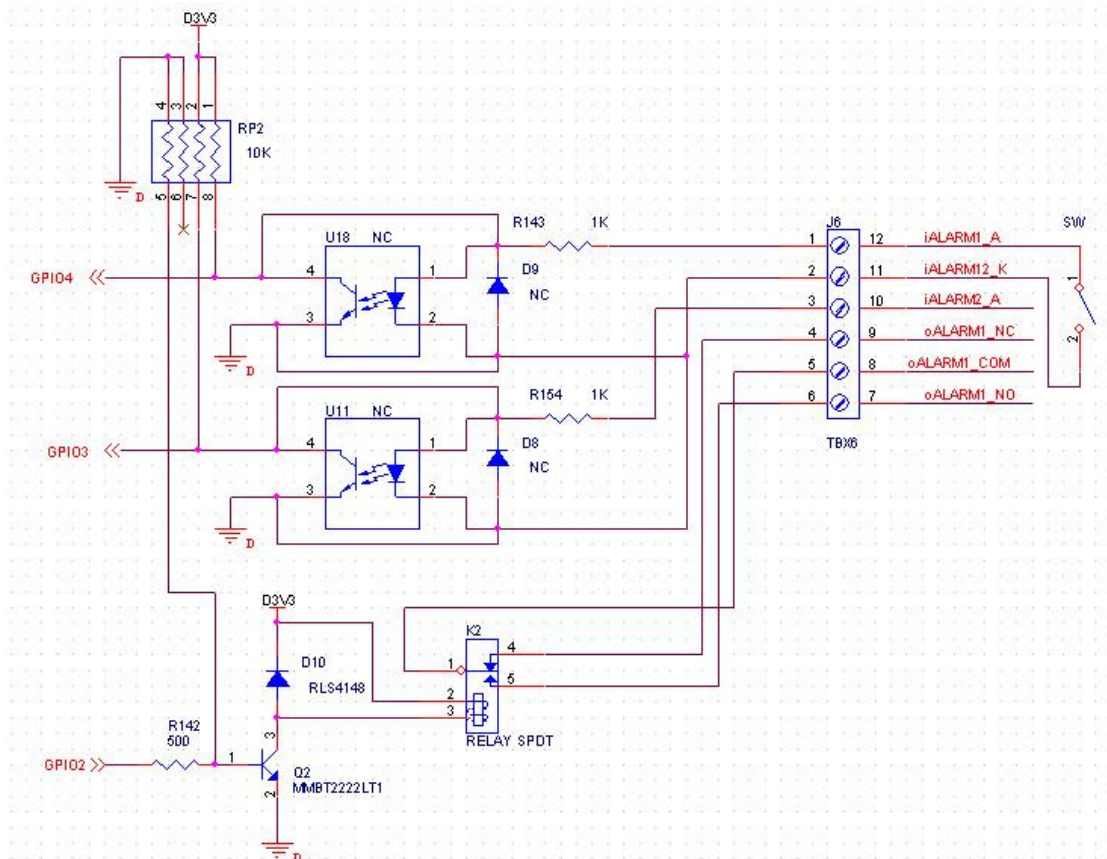 D3V3
4 3 2 1
RP2
10K
D
5 6 7 8
R143 1K
J6
SW
U18 NC
1 12 iALARM1_A
GPIO4
4 1
D9
NC
2 11 iALARM12_K
1
3 10 iALARM2_A
3 2
4 9 oALARM1_NC
2
D
5 8 oALARM1_COM
R154 1K
6 7 oALARM1_NO
U11 NC
TBX6
GPIO3
4 1
D8
NC
3 2
D
D3V3
K2
4
D10
RLS4148
1
5
2
3
R142
500
3
RELAY SPDT
GPIO2
1
Q2
MMBT2222LT1
2
D